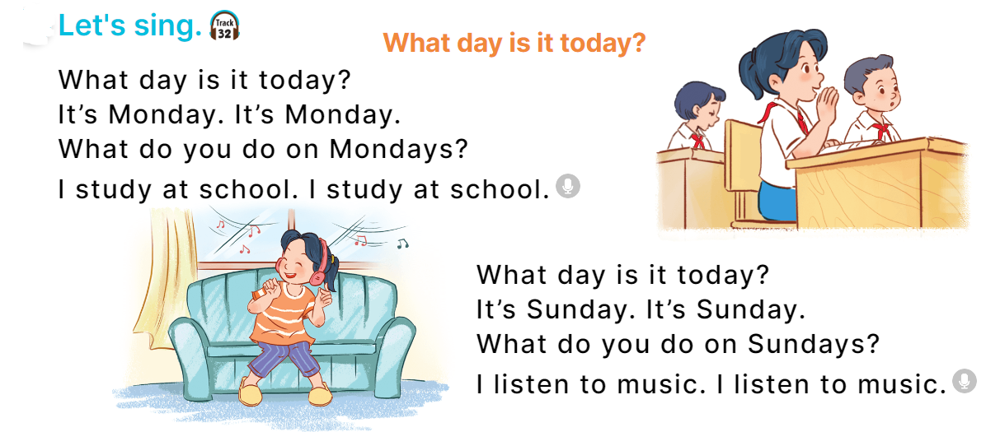 Let's sing.
Track
32
What day is it today?
What day is it today?
It’s Monday. It’s Monday.
What do you do on Mondays?
I study at school. I study at school.
What day is it today?
It’s Sunday. It’s Sunday.
What do you do on Sundays?
I listen to music. I listen to music.